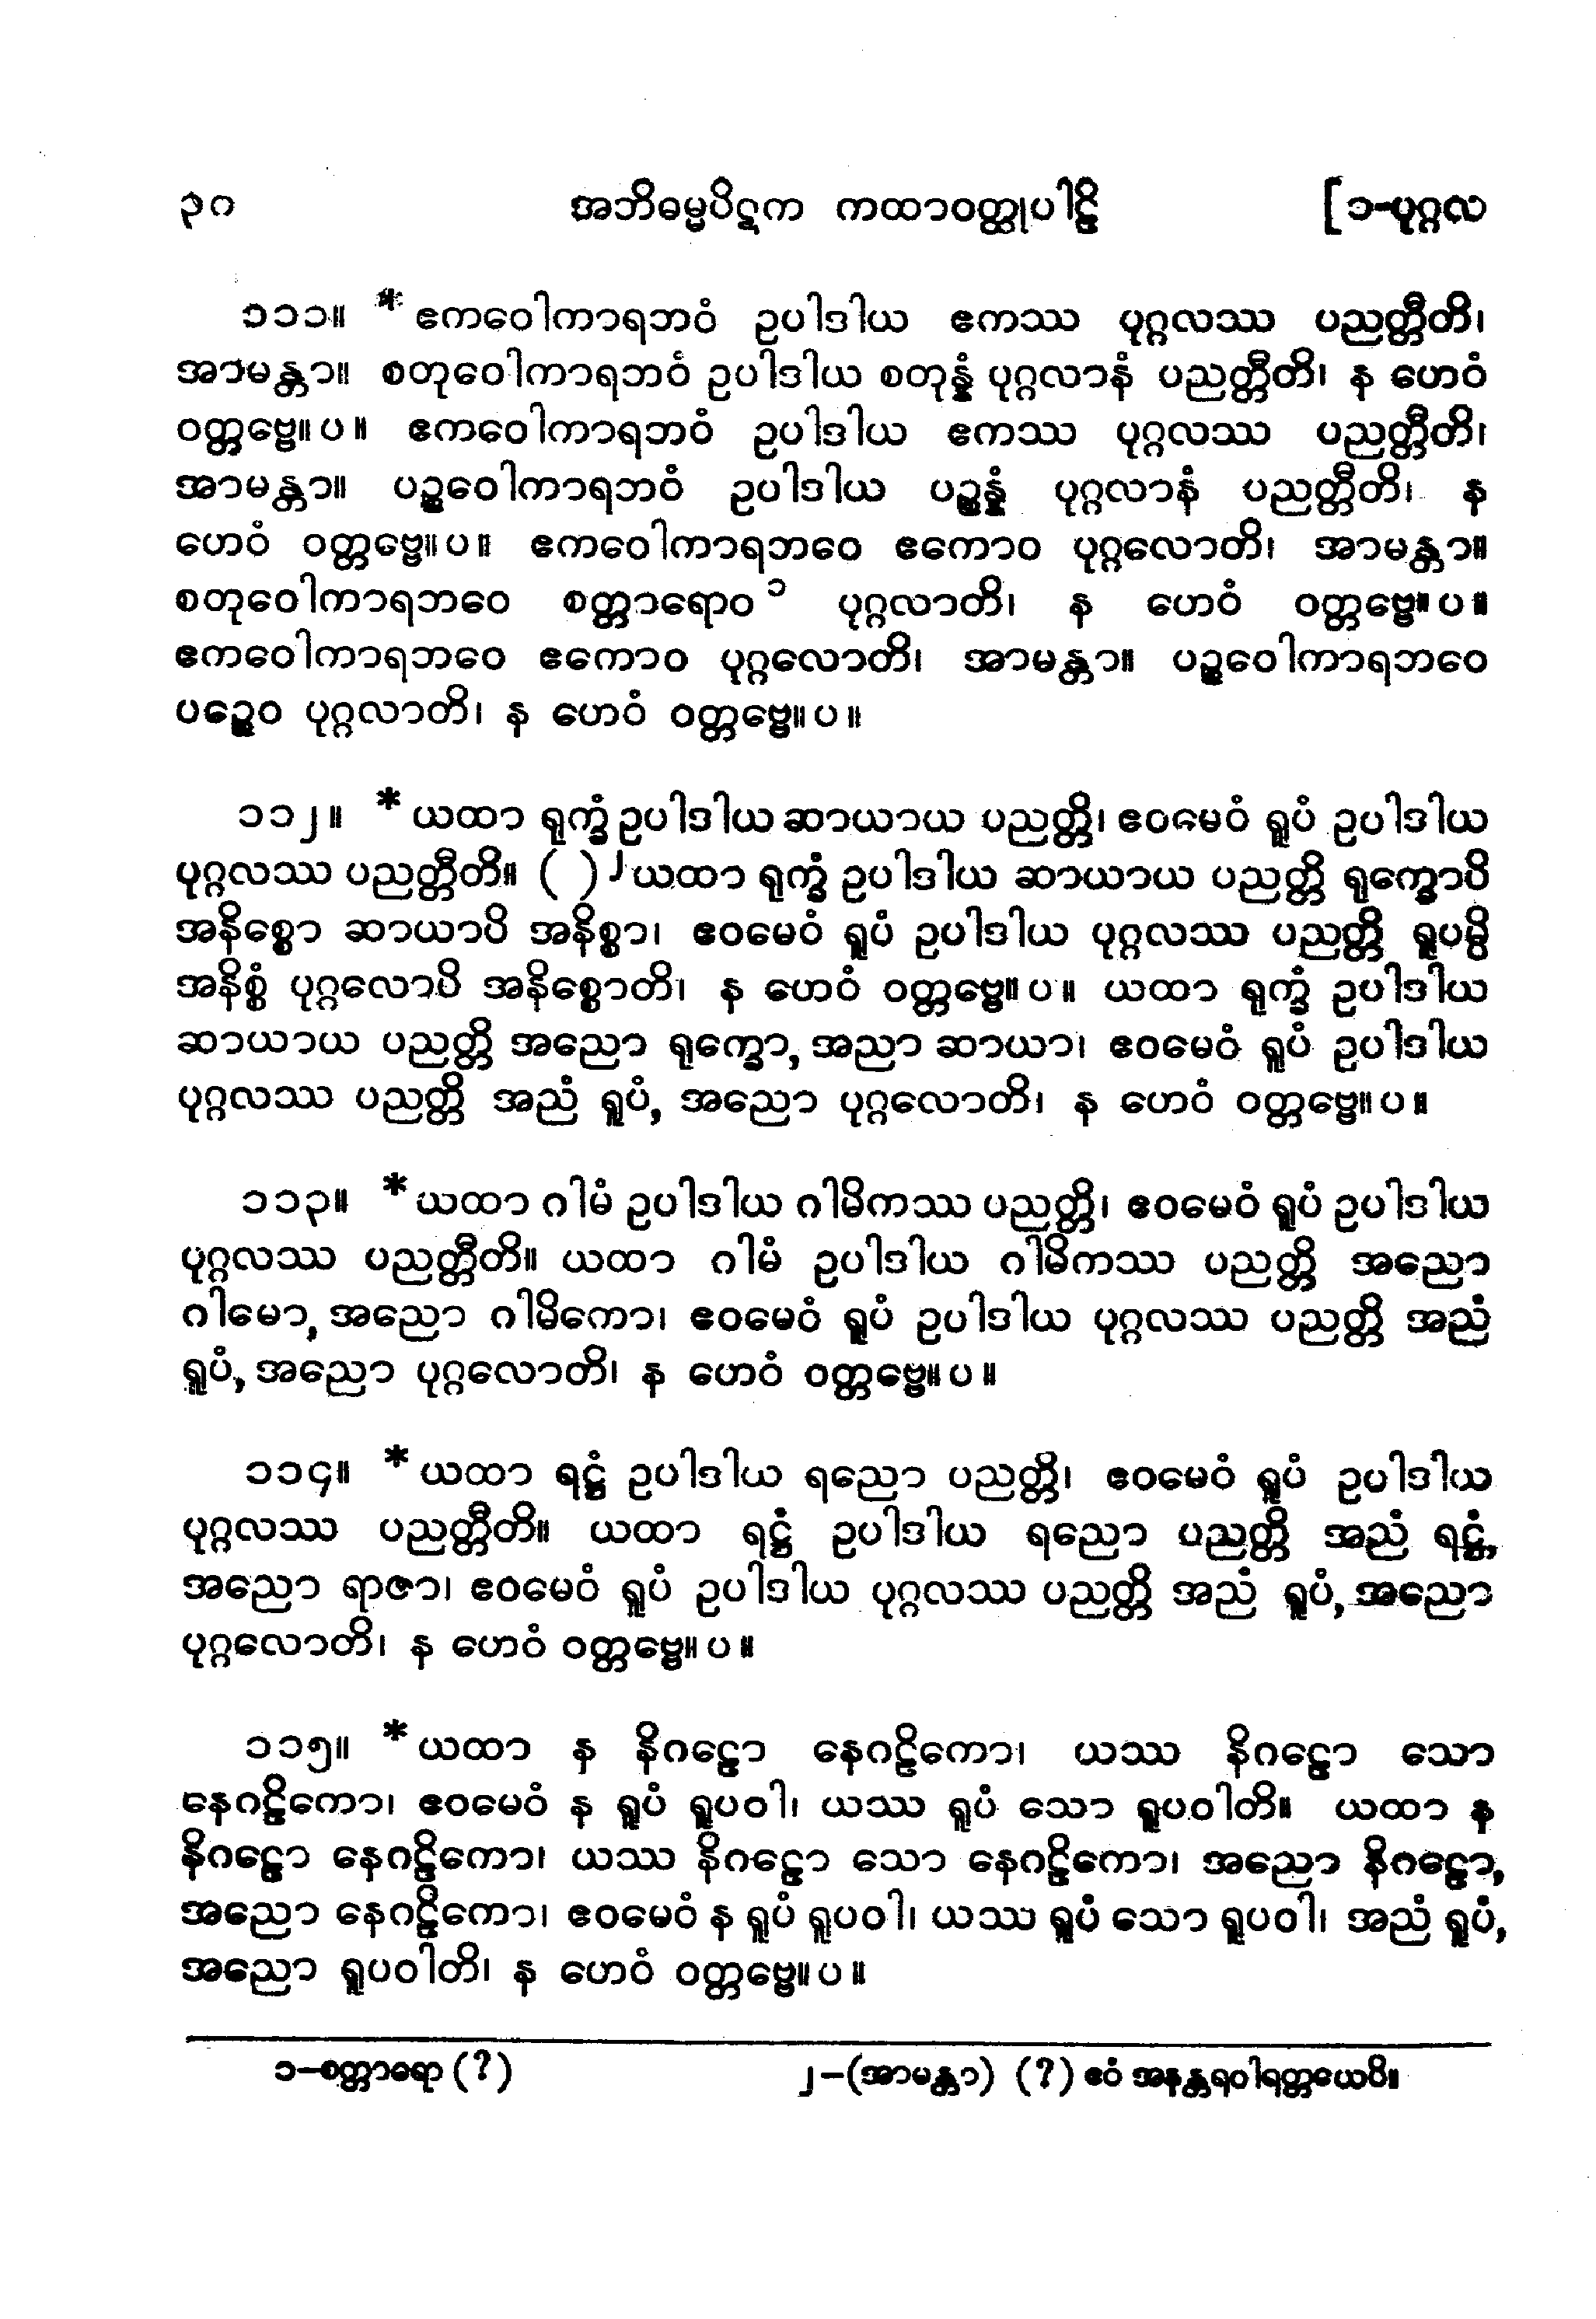 ၃၀ အဘိဓမ္မပိဋက ကထာဝတ္ထုပါဠိ [၁-ပုဂ္ဂလ
၁၁၁။ * ဧကဝေါကာရဘဝံ ဥပါဒါယ ဧကဿ ပုဂ္ဂလဿ ပညတ္တီတိ၊
အာမန္တာ။ စတုဝေါကာရဘဝံ ဥပါဒါယ စတုန္နံ ပုဂ္ဂလာနံ ပညတ္တီတိ၊ န ဟေဝံ
ဝတ္တဗ္ဗေ။ပ။ ဧကဝေါကာရဘဝံ ဥပါဒါယ ဧကဿ ပုဂ္ဂလဿ ပညတ္တီတိ၊
အာမန္တာ။ ပဉ္စဝေါကာရဘဝံ ဥပါဒါယ ပဉ္စန္နံ ပုဂ္ဂလာနံ ပညတ္တီတိ၊ န
ဟေဝံ ဝတ္တဗ္ဗေ။ပ။ ဧကဝေါကာရဘဝေ ဧကောဝ ပုဂ္ဂလောတိ၊ အာမန္တာ။
စတုဝေါကာရဘဝေ စတ္တာရောဝ ၁ ပုဂ္ဂလာတိ၊ န ဟေဝံ ဝတ္တဗ္ဗေ။ပ။
ဧကဝေါကာရဘဝေ ဧကောဝ ပုဂ္ဂလောတိ၊ အာမန္တာ။ ပဉ္စဝေါကာရဘဝေ
ပဉ္စေဝ ပုဂ္ဂလာတိ၊ န ဟေဝံ ဝတ္တဗ္ဗေ။ပ။
၁၁၂။ * ယထာ ရုက္ခံ ဥပါဒါယ ဆာယာယ ပညတ္တိ၊ ဧဝမေဝံ ရူပံ ဥပါဒါယ
ပုဂ္ဂလဿ ပညတ္တီတိ။ ( ) ၂ ယထာ ရုက္ခံ ဥပါဒါယ ဆာယာယ ပညတ္တိ ရုက္ခောပိ
အနိစ္စော ဆာယာပိ အနိစ္စာ၊ ဧဝမေဝံ ရူပံ ဥပါဒါယ ပုဂ္ဂလဿ ပညတ္တိ ရူပမ္ပိ
အနိစ္စံ ပုဂ္ဂလောပိ အနိစ္စောတိ၊ န ဟေဝံ ဝတ္တဗ္ဗေ။ပ။ ယထာ ရုက္ခံ ဥပါဒါယ
ဆာယာယ ပညတ္တိ အညော ရုက္ခော, အညာ ဆာယာ၊ ဧဝမေဝံ ရူပံ ဥပါဒါယ
ပုဂ္ဂလဿ ပညတ္တိ အညံ ရူပံ, အညော ပုဂ္ဂလောတိ၊ န ဟေဝံ ဝတ္တဗ္ဗေ။ပ။
၁၁၃။ * ယထာ ဂါမံ ဥပါဒါယ ဂါမိကဿ ပညတ္တိ၊ ဧဝမေဝံ ရူပံ ဥပါဒါယ
ပုဂ္ဂလဿ ပညတ္တီတိ။ ယထာ ဂါမံ ဥပါဒါယ ဂါမိကဿ ပညတ္တိ အညော
ဂါမော, အညော ဂါမိကော၊ ဧဝမေဝံ ရူပံ ဥပါဒါယ ပုဂ္ဂလဿ ပညတ္တိ အညံ
ရူပံ, အညော ပုဂ္ဂလောတိ၊ န ဟေဝံ ဝတ္တဗ္ဗေ။ပ။
၁၁၄။ * ယထာ ရဋ္ဌံ ဥပါဒါယ ရညော ပညတ္တိ၊ ဧဝမေဝံ ရူပံ ဥပါဒါယ
ပုဂ္ဂလဿ ပညတ္တီတိ။ ယထာ ရဋ္ဌံ ဥပါဒါယ ရညော ပညတ္တိ အညံ ရဋ္ဌံ,
အညော ရာဇာ၊ ဧဝမေဝံ ရူပံ ဥပါဒါယ ပုဂ္ဂလဿ ပညတ္တိ အညံ ရူပံ, အညော
ပုဂ္ဂလောတိ၊ န ဟေဝံ ဝတ္တဗ္ဗေ။ပ။
၁၁၅။ * ယထာ န နိဂဠော နေဂဠိကော၊ ယဿ နိဂဠော သော
နေဂဠိကော၊ ဧဝမေဝံ န ရူပံ ရူပဝါ၊ ယဿ ရူပံ သော ရူပဝါတိ။ ယထာ န
နိဂဠော နေဂဠိကော၊ ယဿ နိဂဠော သော နေဂဠိကော၊ အညော နိဂဠော,
အညော နေဂဠိကော၊ ဧဝမေဝံ န ရူပံ ရူပဝါ၊ ယဿ ရူပံ သော ရူပဝါ၊ အညံ ရူပံ,
အညော ရူပဝါတိ၊ န ဟေဝံ ဝတ္တဗ္ဗေ။ပ။
၁-စတ္တာရော (?) ၂-(အာမန္တာ) (?) ဧဝံ အနန္တရဝါရတ္တယေပိ။